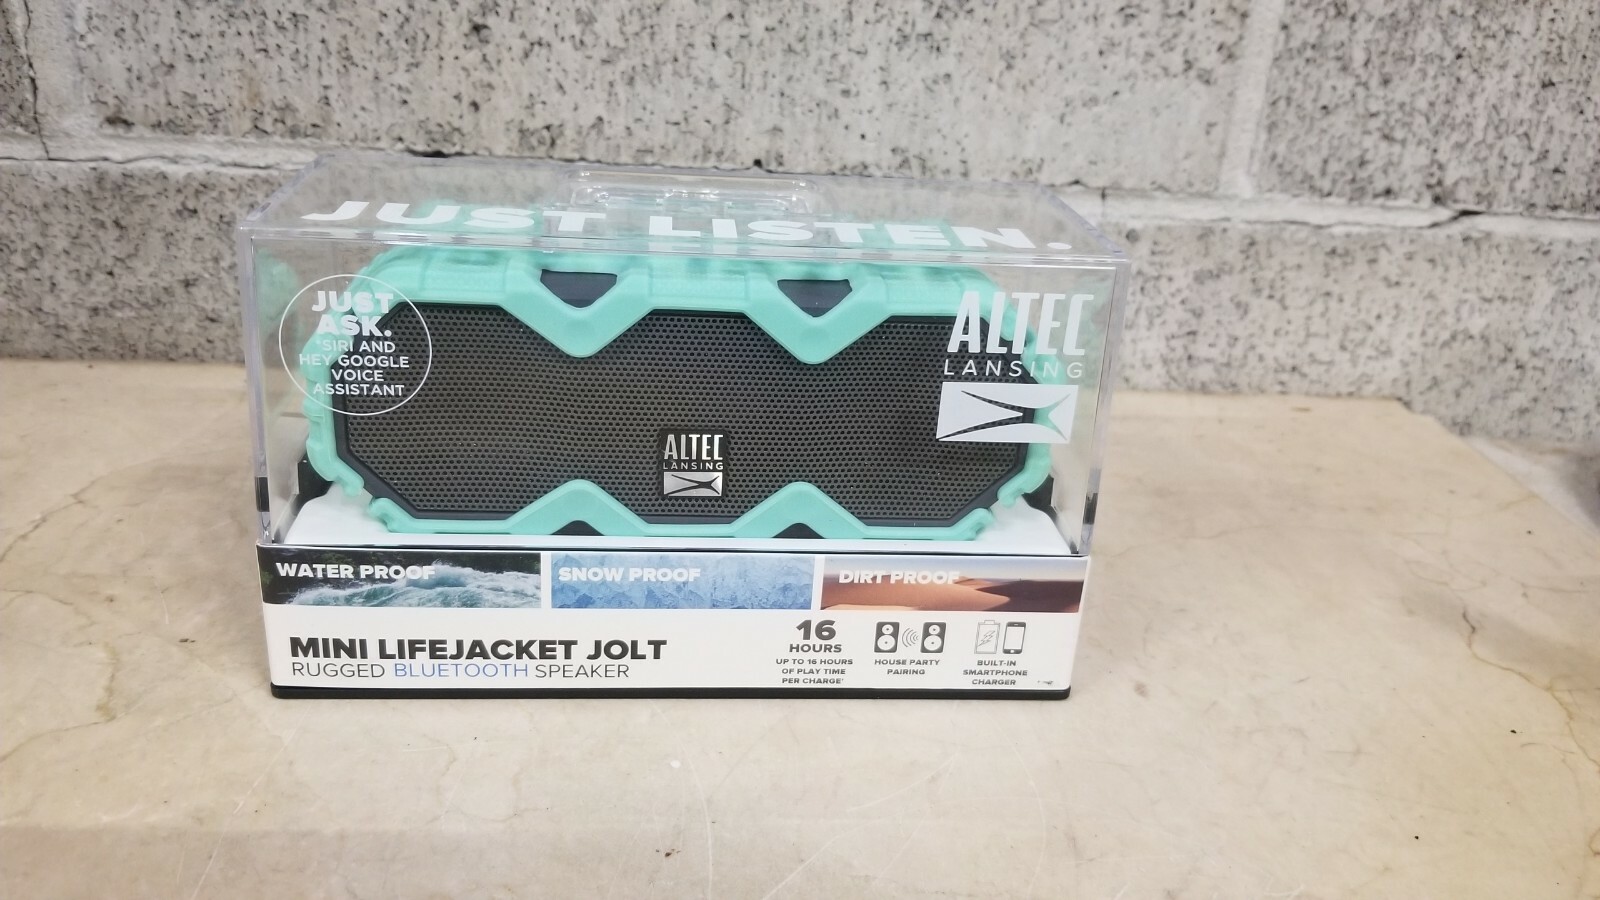 JUST LISTEN.
JUST
ASK.
*SIRI AND
HEY GOOGLE
VOICE
ASSISTANT
ALTEC
LANSING
ALTEC
LANSING
WATER PROOF
SNOW PROOF
DIRT PROOF
MINI LIFEJACKET JOLT
RUGGED BLUETOOTH SPEAKER
16
HOURS
UP TO 16 HOURS
OF PLAY TIME
PER CHARGE*
HOUSE PARTY
PAIRING
BUILT-IN
SMARTPHONE
CHARGER